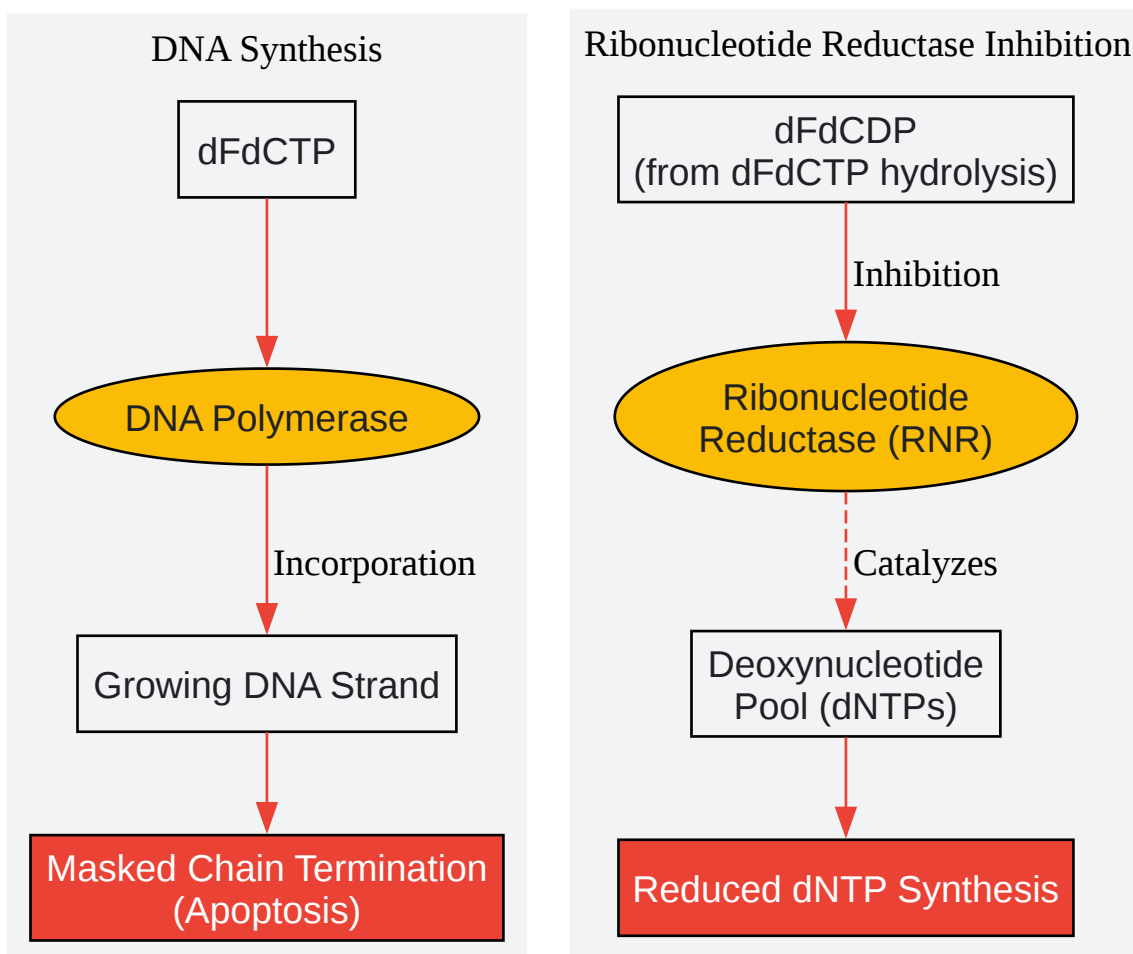 DNA Synthesis
dFdCTP
DNA Polymerase
Incorporation
Growing DNA Strand
Masked Chain Termination
(Apoptosis)
Ribonucleotide Reductase Inhibition
dFdCDP
(from dFdCTP hydrolysis)
Inhibition
Ribonucleotide
Reductase (RNR)
Catalyzes
Deoxynucleotide
Pool (dNTPs)
Reduced dNTP Synthesis